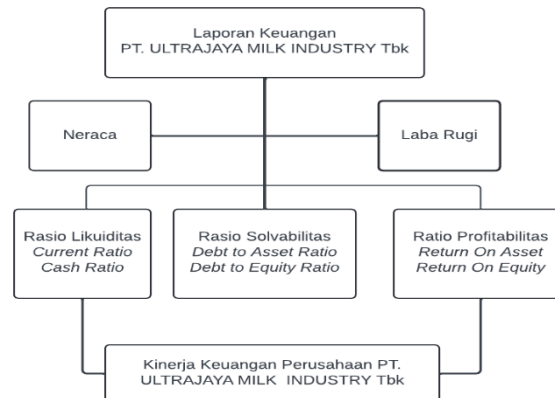 Laporan Keuangan
PT. ULTRAJAYA MILK INDUSTRY Tbk
Neraca
Laba Rugi
Rasio Likuiditas
Current Ratio
Cash Ratio
Rasio Solvabilitas
Debt to Asset Ratio
Debt to Equity Ratio
Ratio Profitabilitas
Return On Asset
Return On Equity
Kinerja Keuangan Perusahaan PT.
ULTRAJAYA MILK INDUSTRY Tbk